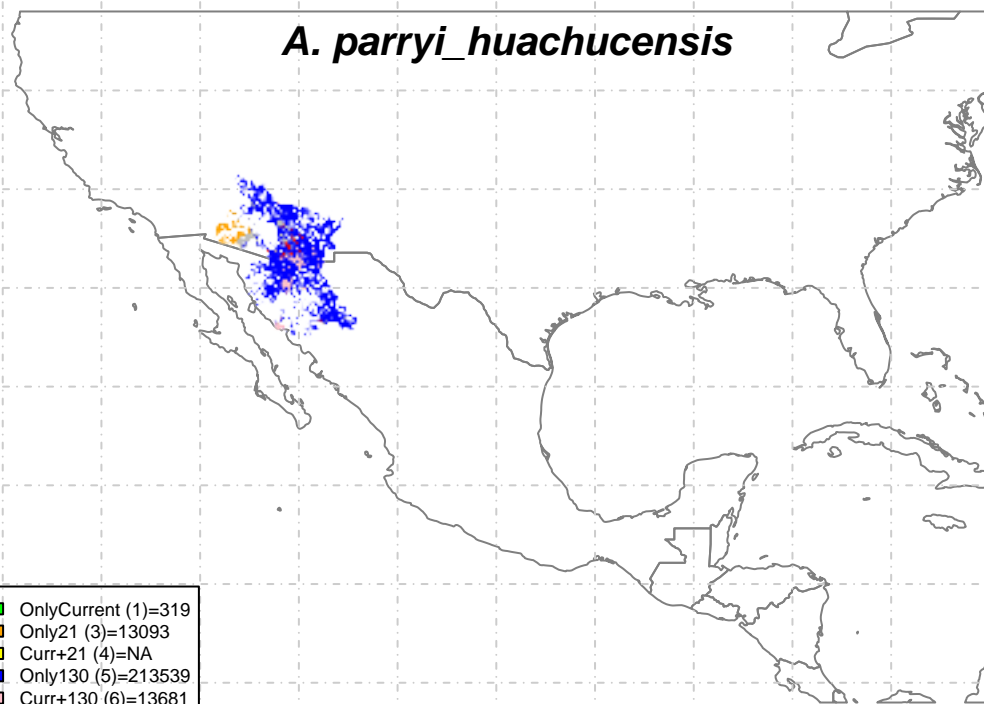 A. parryi_huachucensis
OnlyCurrent (1)=319
Only21 (3)=13093
Curr+21 (4)=NA
Only130 (5)=213539
Curr+130 (6)=13681